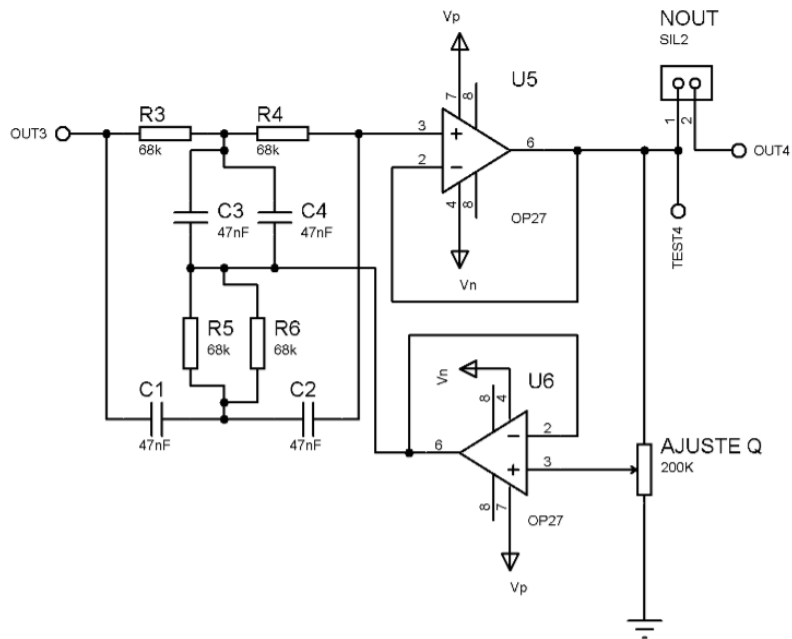 NOUT
SIL2
Vp
U5
7
8
1
2
OUT3
R3
68k
R4
68k
3
+
2
−
6
4
8
OP27
Vn
OUT4
TEST4
C3
47nF
C4
47nF
R5
68k
R6
68k
C1
47nF
C2
47nF
Vn
U6
8
4
6
−
2
+
3
8
7
OP27
Vp
AJUSTE Q
200K